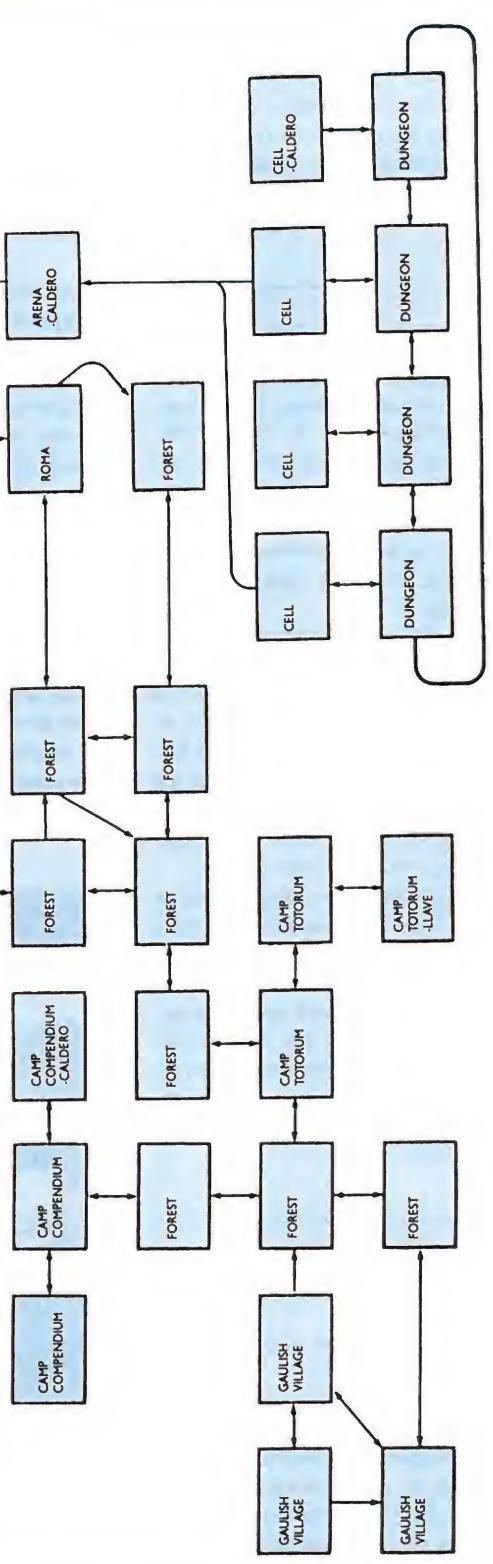 CAMP
COMPENDIUM
CAMP
COMPENDIUM
CAMP
COMPENDIUM
-CALDERO
FOREST
FOREST
ROMA
ARENA
-CALDERO
FOREST
FOREST
FOREST
FOREST
FOREST
GAULISH
VILLAGE
GAULISH
VILLAGE
FOREST
CAMP
TOTORUM
CAMP
TOTORUM
CELL
CELL
CELL
CELL
-CALDERO
GAULISH
VILLAGE
FOREST
CAMP
TOTORUM
-LLAVE
DUNGEON
DUNGEON
DUNGEON
DUNGEON